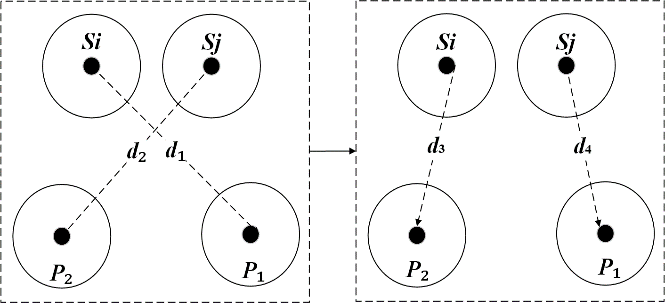 Si Sj Si Sj
d2 d1 d3 d4
P2 P1 P2 P1